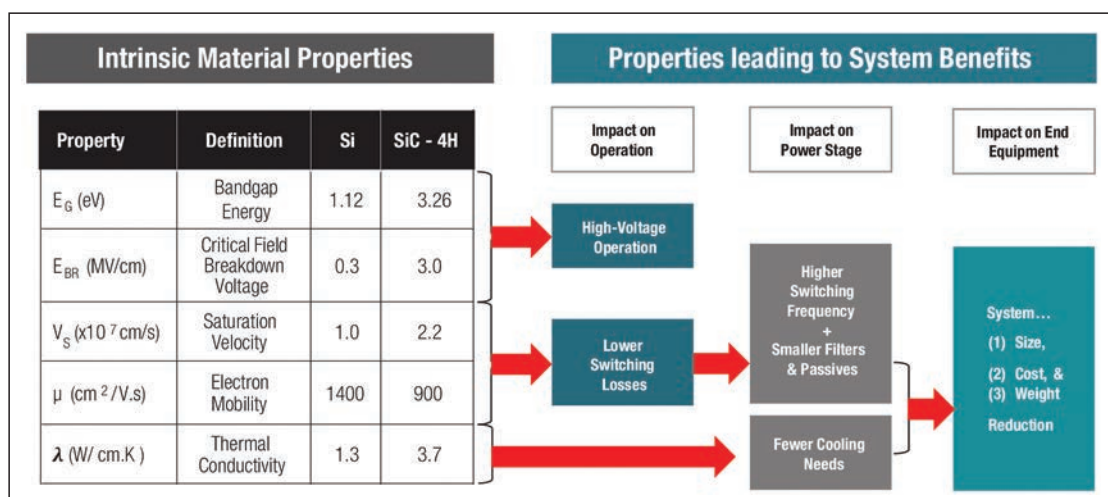 Intrinsic Material Properties
Properties leading to System Benefits
Property Definition Si SiC - 4H
E_G (eV) Bandgap Energy 1.12 3.26
E_BR (MV/cm) Critical Field Breakdown Voltage 0.3 3.0
V_S (x10⁷ cm/s) Saturation Velocity 1.0 2.2
μ (cm²/V.s) Electron Mobility 1400 900
λ (W/ cm.K ) Thermal Conductivity 1.3 3.7
Impact on
Operation
Impact on
Power Stage
Impact on End
Equipment
High-Voltage
Operation
Lower
Switching
Losses
Higher
Switching
Frequency
+
Smaller Filters
& Passives
Fewer Cooling
Needs
System...
(1) Size,
(2) Cost, &
(3) Weight
Reduction